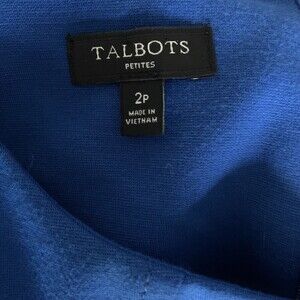 TALBOTS
PETITES
2P
MADE IN
VIETNAM